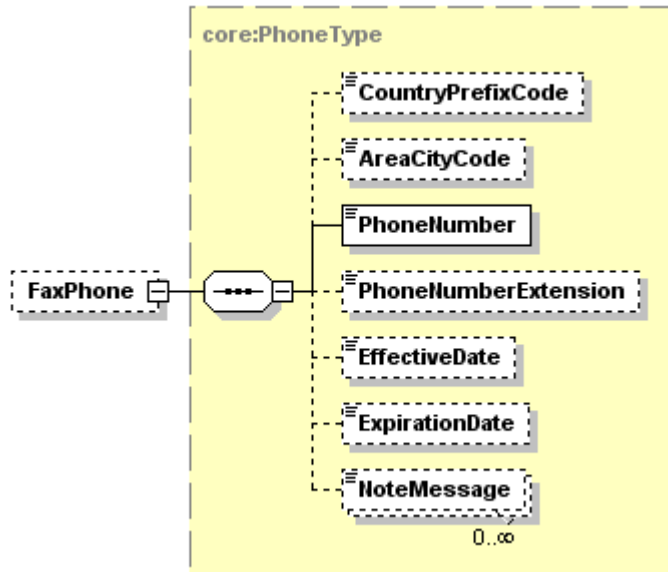 core:PhoneType
CountryPrefixCode
AreaCityCode
PhoneNumber
FaxPhone
PhoneNumberExtension
EffectiveDate
ExpirationDate
NoteMessage
0..∞